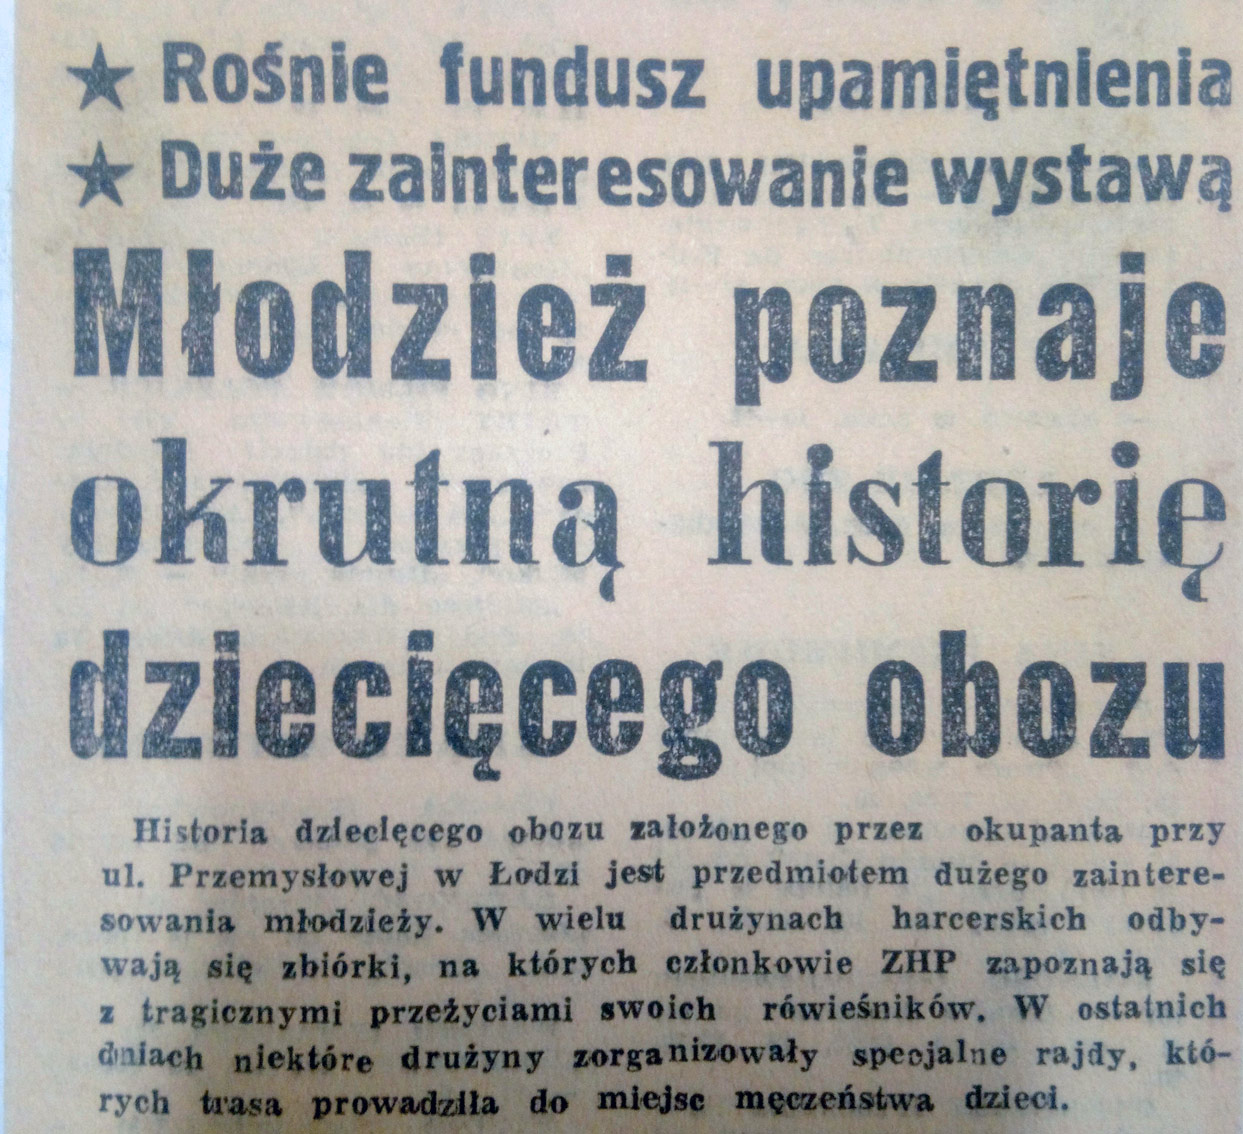 ★ Rośnie fundusz upamiętnienia
★ Duże zainteresowanie wystawą
Młodzież poznaje
okrutną historię
dziecięcego obozu
Historia dziecięcego obozu założonego przez okupanta przy
ul. Przemysłowej w Łodzi jest przedmiotem dużego zaintere-
sowania młodzieży. W wielu drużynach harcerskich odby-
wają się zbiórki, na których członkowie ZHP zapoznają się
z tragicznymi przeżyciami swoich rówieśników. W ostatnich
dniach niektóre drużyny zorganizowały specjalne rajdy, któ-
rych trasa prowadziła do miejsc męczeństwa dzieci.